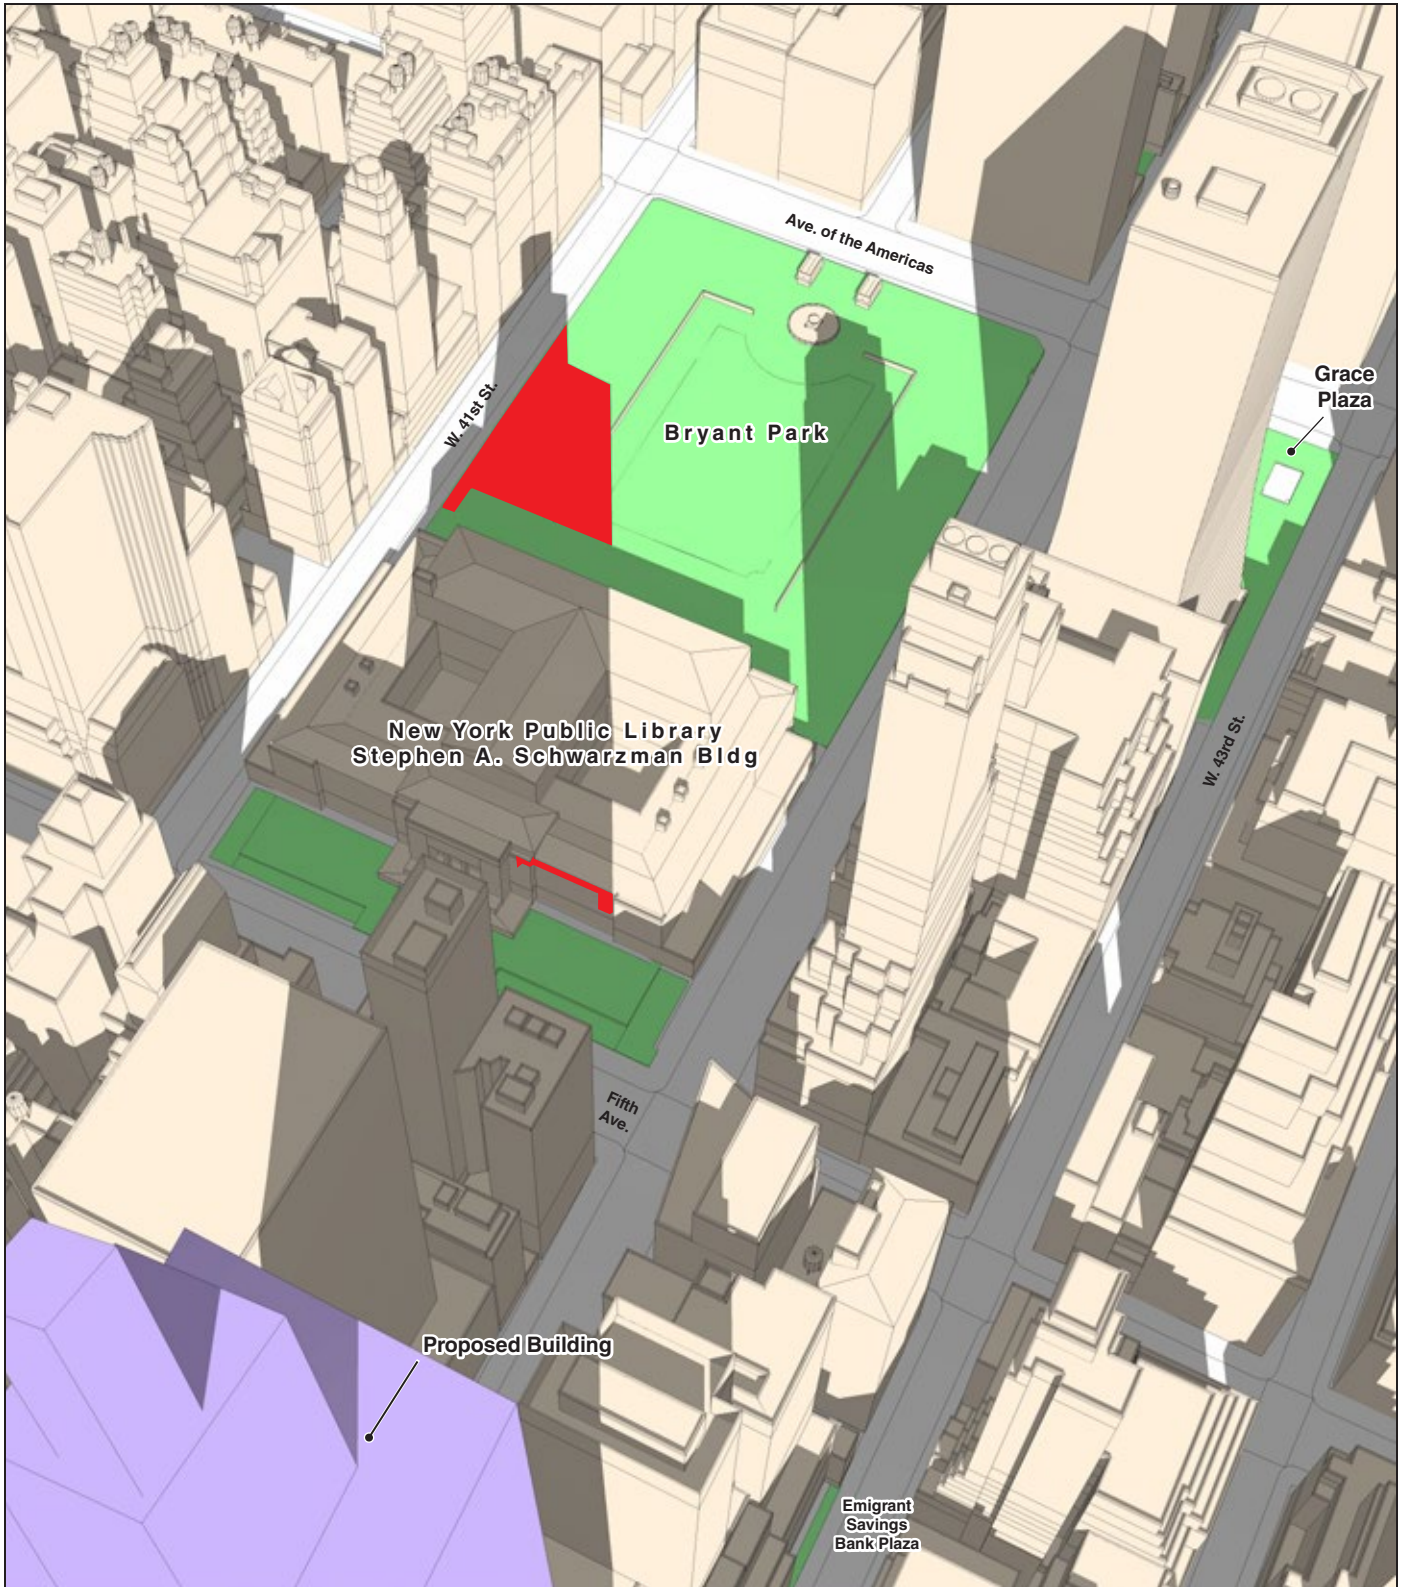 Ave. of the Americas
Grace
Plaza
W. 41st St.
Bryant Park
New York Public Library
Stephen A. Schwarzman Bldg
W. 43rd St.
Fifth
Ave.
Proposed Building
Emigrant
Savings
Bank Plaza